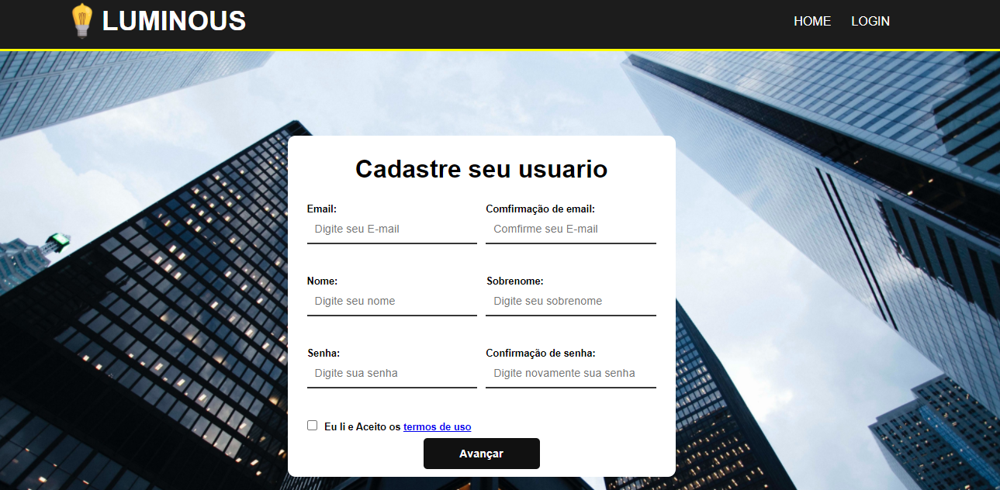 LUMINOUS
HOME LOGIN
Cadastre seu usuario
Email: Comfirmação de email:
Digite seu E-mail Comfirme seu E-mail
Nome: Sobrenome:
Digite seu nome Digite seu sobrenome
Senha: Confirmação de senha:
Digite sua senha Digite novamente sua senha
Eu li e Aceito os termos de uso
Avançar